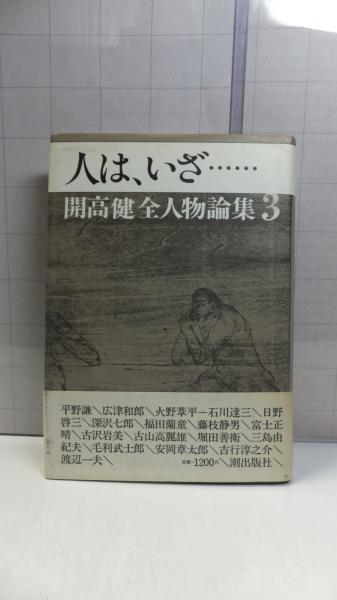 人は、いざ……
開高健全人物論集3
平野謙＼広津和郎＼火野葦平―石川達三＼日野
啓三＼深沢七郎＼福田蘭童＼藤枝静男＼富士正
晴＼古沢岩美＼古山高麗雄＼堀田善衞＼三島由
紀夫＼毛利武士郎＼安岡章太郎＼吉行淳之介
渡辺一夫＼ 定価―1200円＼潮出版社＼